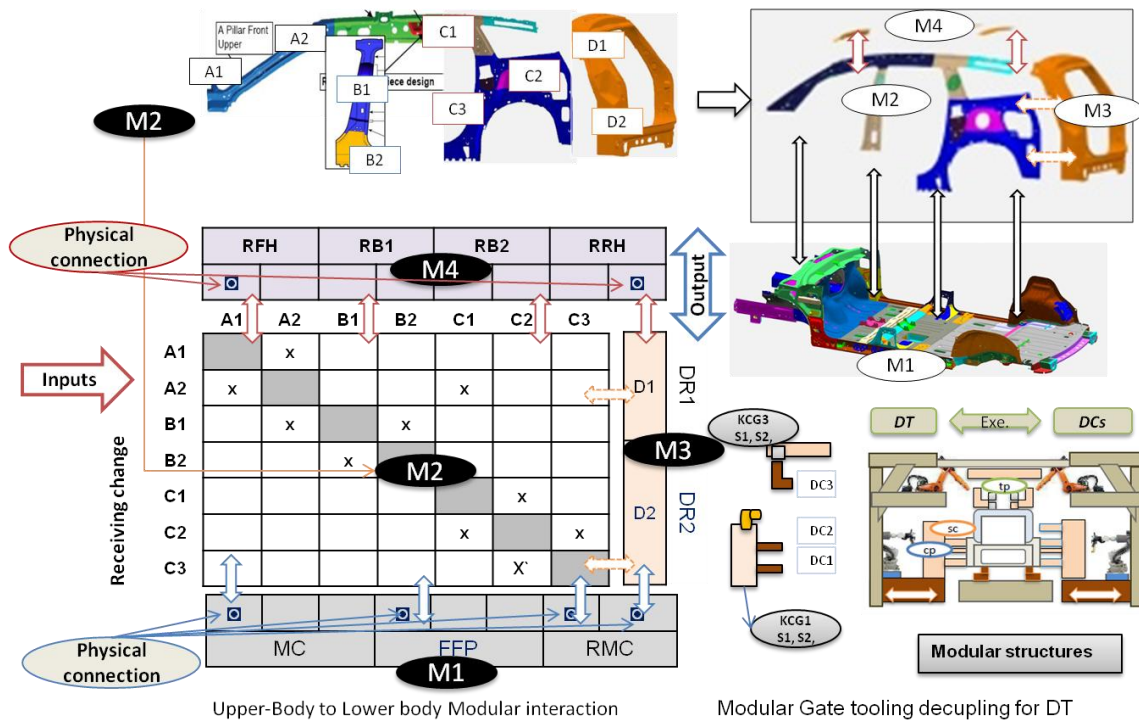 A Pillar Front
Upper
A1
A2
B1
iece design
B2
C1
C2
C3
D1
D2
M4
M2
M3
M2
Physical
connection
RFH RB1 RB2 RRH
M4
Output
M1
A1 A2 B1 B2 C1 C2 C3
Inputs
Receiving change
A1 x
A2 x x
B1 x x
B2 x
M2
C1 x
C2 x x
C3 X`
D1
D2
DR1
DR2
M3
KCG3
S1, S2,
DC3
DC2
DC1
KCG1
S1, S2,
DT Exe. DCs
tp
sc
cp
Modular structures
Physical
connection
MC FFP RMC
M1
Upper-Body to Lower body Modular interaction
Modular Gate tooling decupling for DT